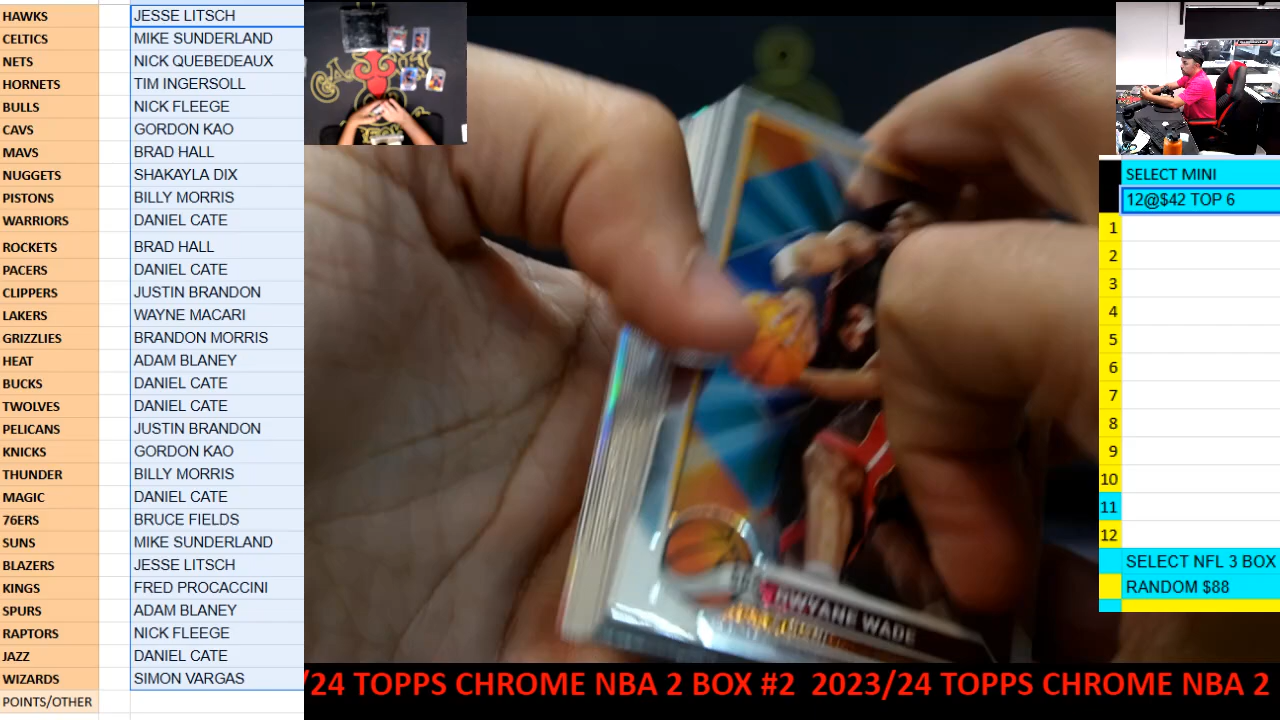 HAWKS JESSE LITSCH
CELTICS MIKE SUNDERLAND
NETS NICK QUEBEDEAUX
HORNETS TIM INGERSOLL
BULLS NICK FLEEGE
CAVS GORDON KAO
MAVS BRAD HALL
NUGGETS SHAKAYLA DIX
PISTONS BILLY MORRIS
WARRIORS DANIEL CATE
ROCKETS BRAD HALL
PACERS DANIEL CATE
CLIPPERS JUSTIN BRANDON
LAKERS WAYNE MACARI
GRIZZLIES BRANDON MORRIS
HEAT ADAM BLANEY
BUCKS DANIEL CATE
TWOLVES DANIEL CATE
PELICANS JUSTIN BRANDON
KNICKS GORDON KAO
THUNDER BILLY MORRIS
MAGIC DANIEL CATE
76ERS BRUCE FIELDS
SUNS MIKE SUNDERLAND
BLAZERS JESSE LITSCH
KINGS FRED PROCACCINI
SPURS ADAM BLANEY
RAPTORS NICK FLEEGE
JAZZ DANIEL CATE
WIZARDS SIMON VARGAS
POINTS/OTHER
DWYANE WADE
SELECT MINI
12@$42 TOP 6
1
2
3
4
5
6
7
8
9
10
11
12
SELECT NFL 3 BOX
RANDOM $88
/24 TOPPS CHROME NBA 2 BOX #2 2023/24 TOPPS CHROME NBA 2